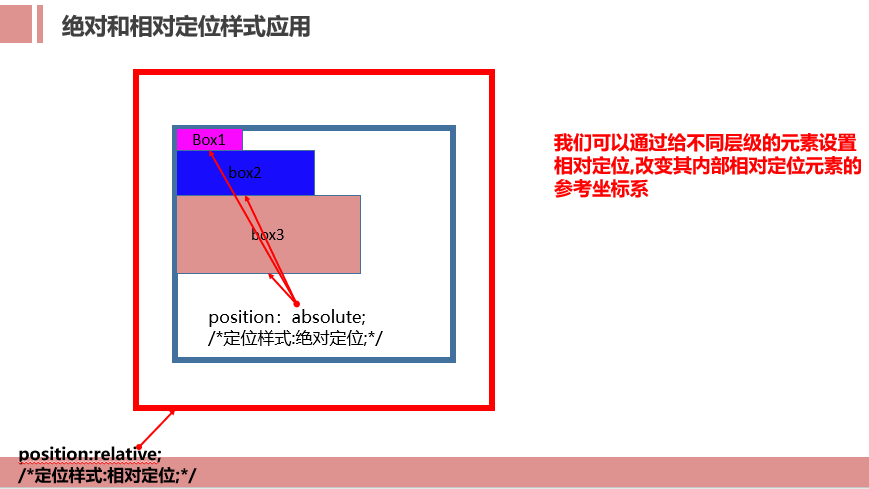 绝对和相对定位样式应用
Box1
box2
box3
position：absolute;
/*定位样式:绝对定位;*/
我们可以通过给不同层级的元素设置
相对定位,改变其内部相对定位元素的
参考坐标系
position:relative;
/*定位样式:相对定位;*/